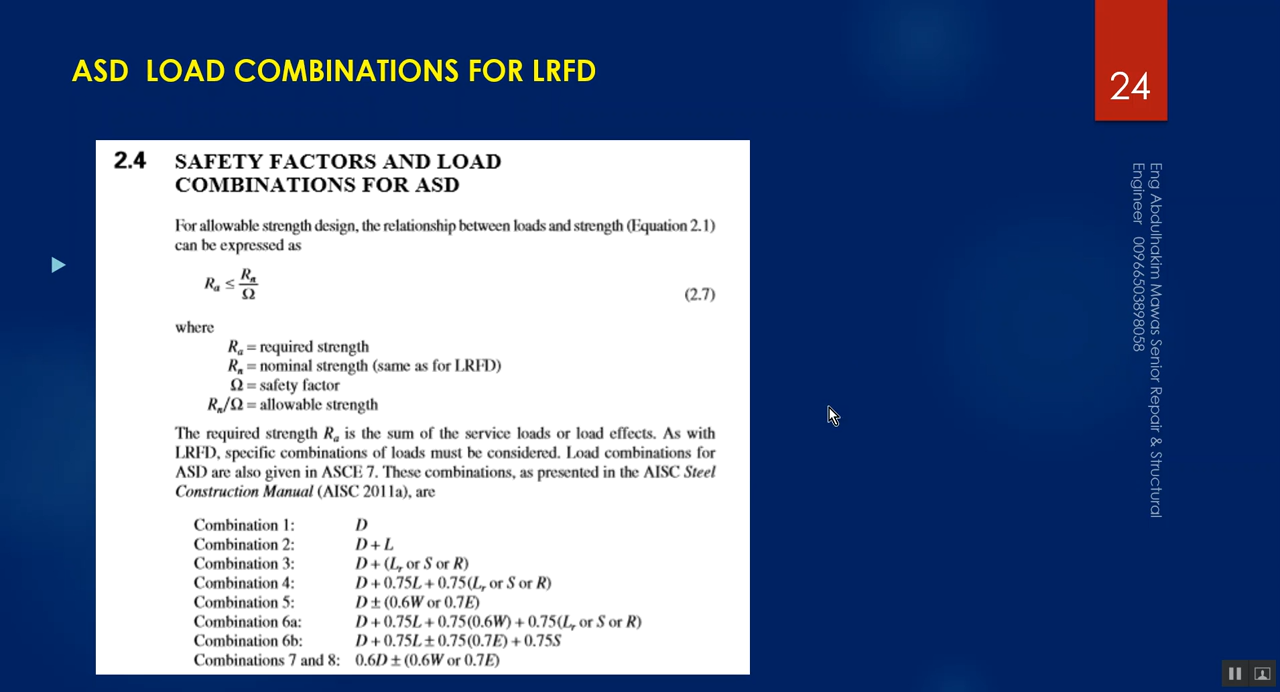 ASD LOAD COMBINATIONS FOR LRFD
24
2.4 SAFETY FACTORS AND LOAD
COMBINATIONS FOR ASD
For allowable strength design, the relationship between loads and strength (Equation 2.1)
can be expressed as
Rₐ ≤ Rₙ/Ω (2.7)
where
Rₐ = required strength
Rₙ = nominal strength (same as for LRFD)
Ω = safety factor
Rₙ/Ω = allowable strength
The required strength Rₐ is the sum of the service loads or load effects. As with
LRFD, specific combinations of loads must be considered. Load combinations for
ASD are also given in ASCE 7. These combinations, as presented in the AISC Steel
Construction Manual (AISC 2011a), are
Combination 1: D
Combination 2: D + L
Combination 3: D + (Lᵣ or S or R)
Combination 4: D + 0.75L + 0.75(Lᵣ or S or R)
Combination 5: D ± (0.6W or 0.7E)
Combination 6a: D + 0.75L + 0.75(0.6W) + 0.75(Lᵣ or S or R)
Combination 6b: D + 0.75L ± 0.75(0.7E) + 0.75S
Combinations 7 and 8: 0.6D ± (0.6W or 0.7E)
Eng Abdulhakim Mawas Senior Repair & Structural
Engineer 00966503898058